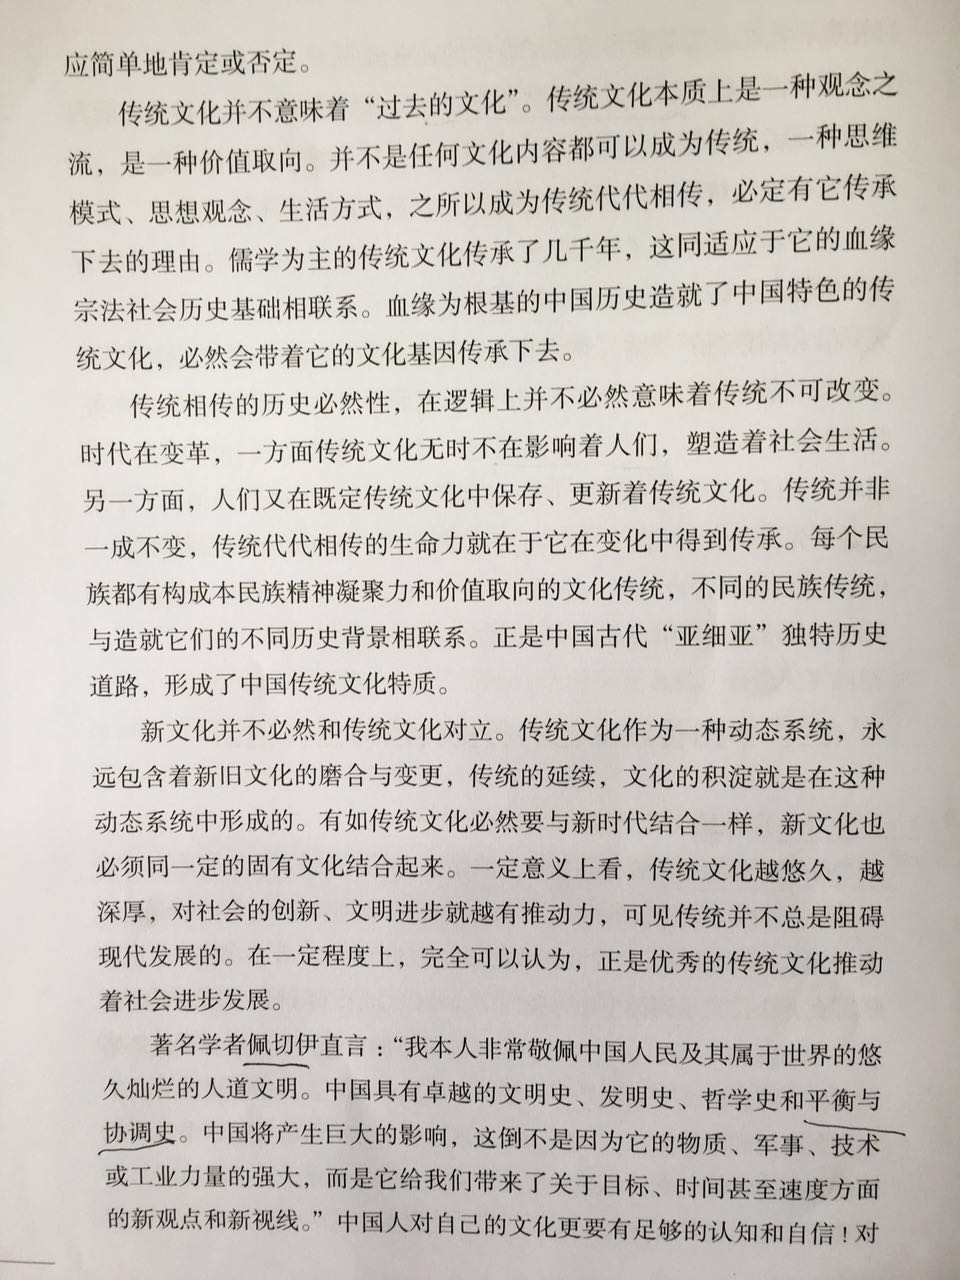 应简单地肯定或否定。
传统文化并不意味着“过去的文化”。传统文化本质上是一种观念之
流，是一种价值取向。并不是任何文化内容都可以成为传统，一种思维
模式、思想观念、生活方式，之所以成为传统代代相传，必定有它传承
下去的理由。儒学为主的传统文化传承了几千年，这同适应于它的血缘
宗法社会历史基础相联系。血缘为根基的中国历史造就了中国特色的传
统文化，必然会带着它的文化基因传承下去。
传统相传的历史必然性，在逻辑上并不必然意味着传统不可改变。
时代在变革，一方面传统文化无时不在影响着人们，塑造着社会生活。
另一方面，人们又在既定传统文化中保存、更新着传统文化。传统并非
一成不变，传统代代相传的生命力就在于它在变化中得到传承。每个民
族都有构成本民族精神凝聚力和价值取向的文化传统，不同的民族传统，
与造就它们的不同历史背景相联系。正是中国古代“亚细亚”独特历史
道路，形成了中国传统文化特质。
新文化并不必然和传统文化对立。传统文化作为一种动态系统，永
远包含着新旧文化的磨合与变更，传统的延续，文化的积淀就是在这种
动态系统中形成的。有如传统文化必然要与新时代结合一样，新文化也
必须同一定的固有文化结合起来。一定意义上看，传统文化越悠久，越
深厚，对社会的创新、文明进步就越有推动力，可见传统并不总是阻碍
现代发展的。在一定程度上，完全可以认为，正是优秀的传统文化推动
着社会进步发展。
著名学者佩切伊直言：“我本人非常敬佩中国人民及其属于世界的悠
久灿烂的人道文明。中国具有卓越的文明史、发明史、哲学史和平衡与
协调史。中国将产生巨大的影响，这倒不是因为它的物质、军事、技术
或工业力量的强大，而是它给我们带来了关于目标、时间甚至速度方面
的新观点和新视线。”中国人对自己的文化更要有足够的认知和自信！对